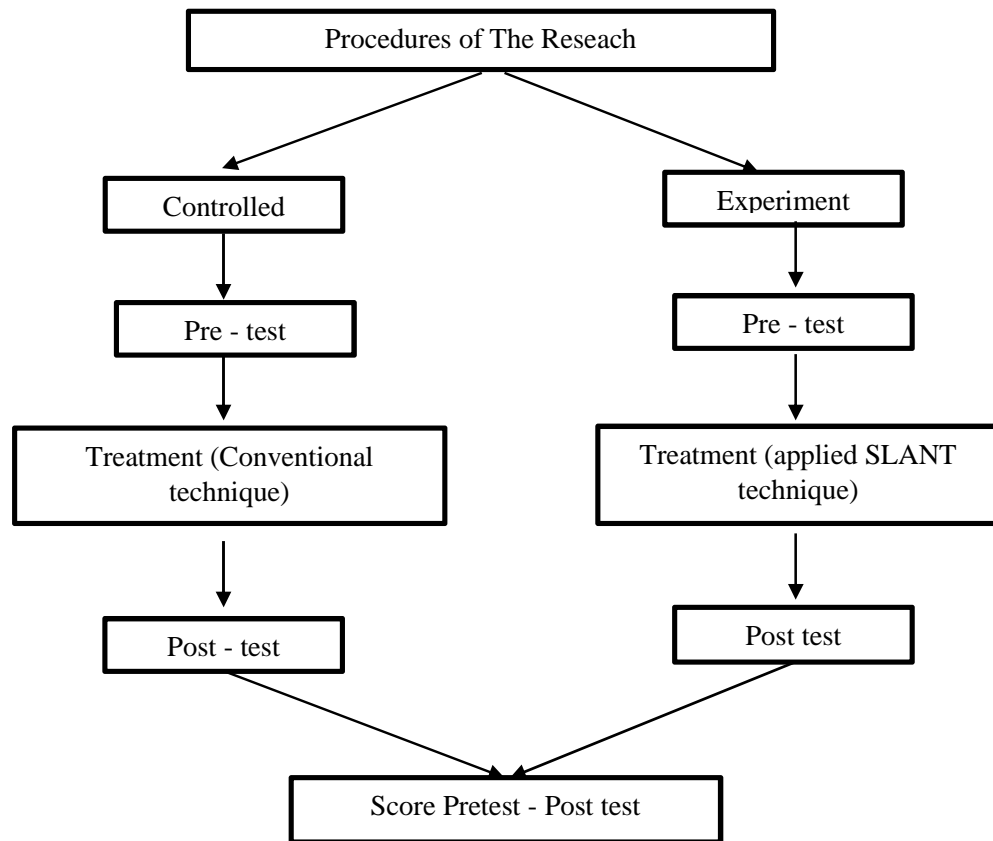 Procedures of The Reseach
Controlled
Experiment
Pre - test
Pre - test
Treatment (Conventional
technique)
Treatment (applied SLANT
technique)
Post - test
Post test
Score Pretest - Post test